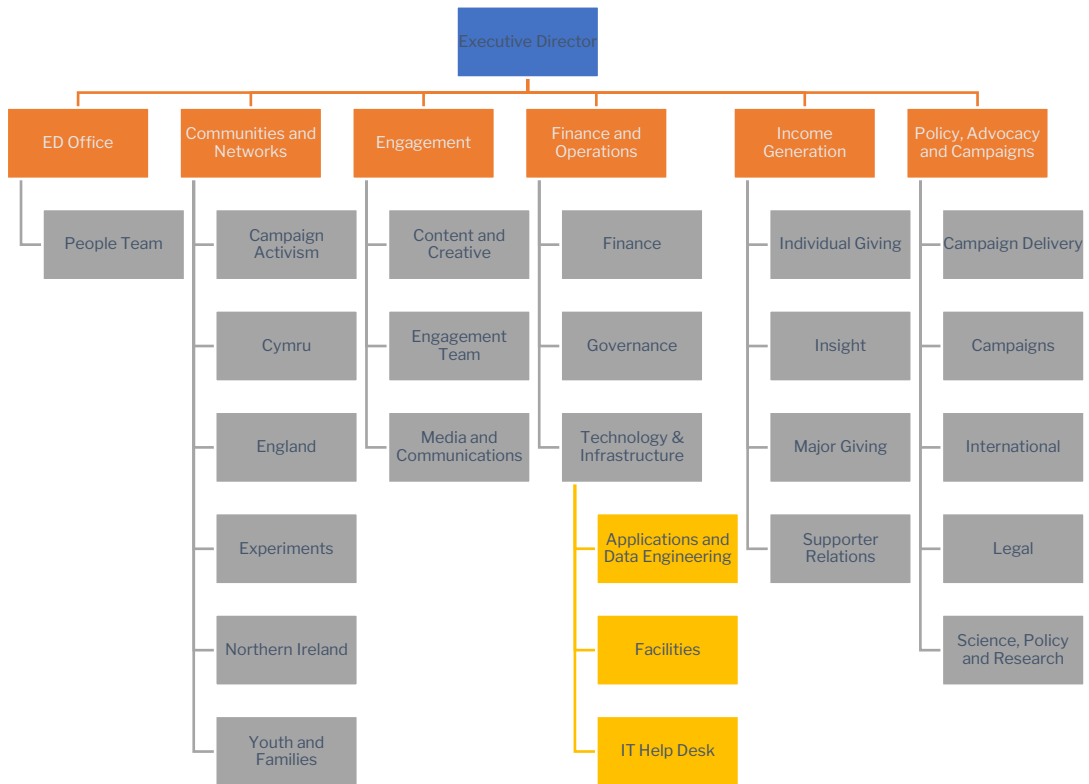 Executive Director
ED Office
Communities and
Networks
Engagement
Finance and
Operations
Income
Generation
Policy, Advocacy
and Campaigns
People Team
Campaign
Activism
Cymru
England
Experiments
Northern Ireland
Youth and
Families
Content and
Creative
Engagement
Team
Media and
Communications
Finance
Governance
Technology &
Infrastructure
Applications and
Data Engineering
Facilities
IT Help Desk
Individual Giving
Insight
Major Giving
Supporter
Relations
Campaign Delivery
Campaigns
International
Legal
Science, Policy
and Research